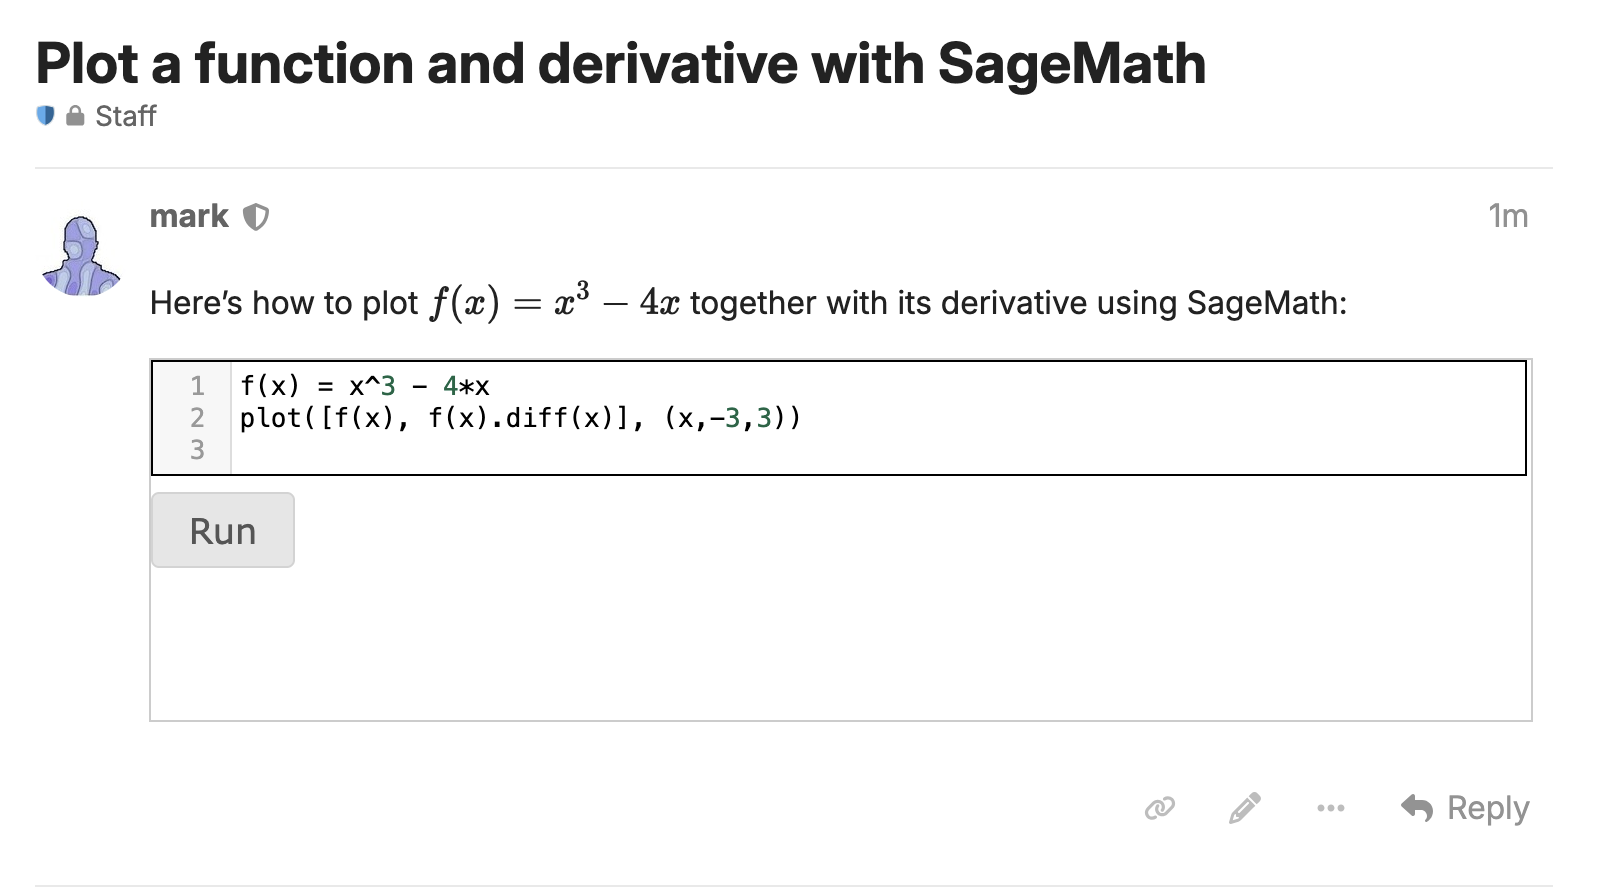 Plot a function and derivative with SageMath
Staff
mark
1m
Here’s how to plot f(x) = x³ − 4x together with its derivative using SageMath:
1 f(x) = x^3 - 4*x
2 plot([f(x), f(x).diff(x)], (x,-3,3))
3
Run
Reply